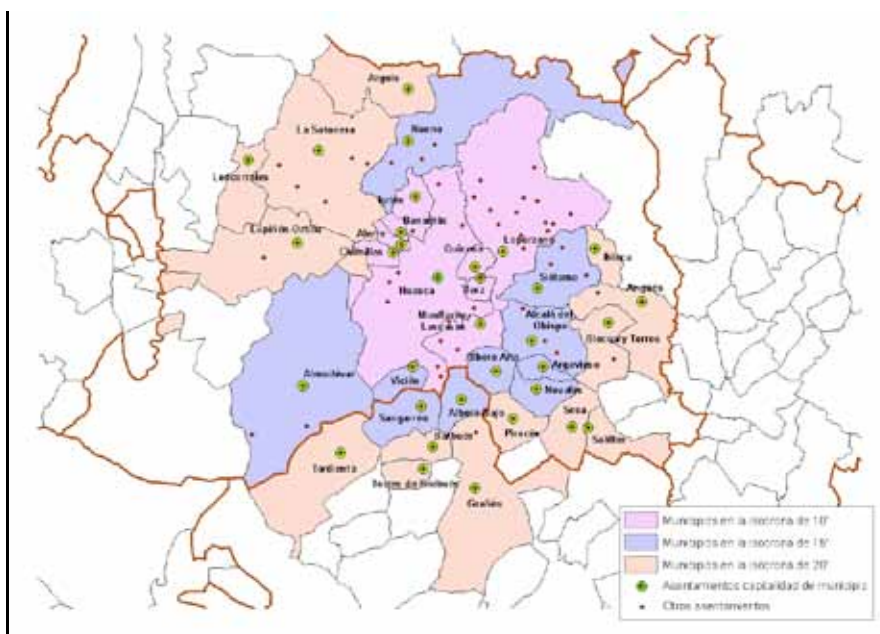 Argüis
La Sotonera
Nueno
Loscorrales
Igriés
Banastás
Alerre
Lupiñén-Ortilla
Chimillas
Quicena
Loporzano
Ibieca
Siétamo
Huesca
Tierz
Angüés
Monflorite-
Lascasas
Alcalá del
Obispo
Blecua y Torres
Albero Alto
Argavieso
Almudévar
Vicién
Novales
Sangarrén
Albero Bajo
Sesa
Piracés
Salillas
Barbués
Tardienta
Torres de Barbués
Grañén
Municipios en la isocrona de 10'
Municipios en la isocrona de 15'
Municipios en la isocrona de 20'
Asentamientos capitalidad de municipio
Otros asentamientos